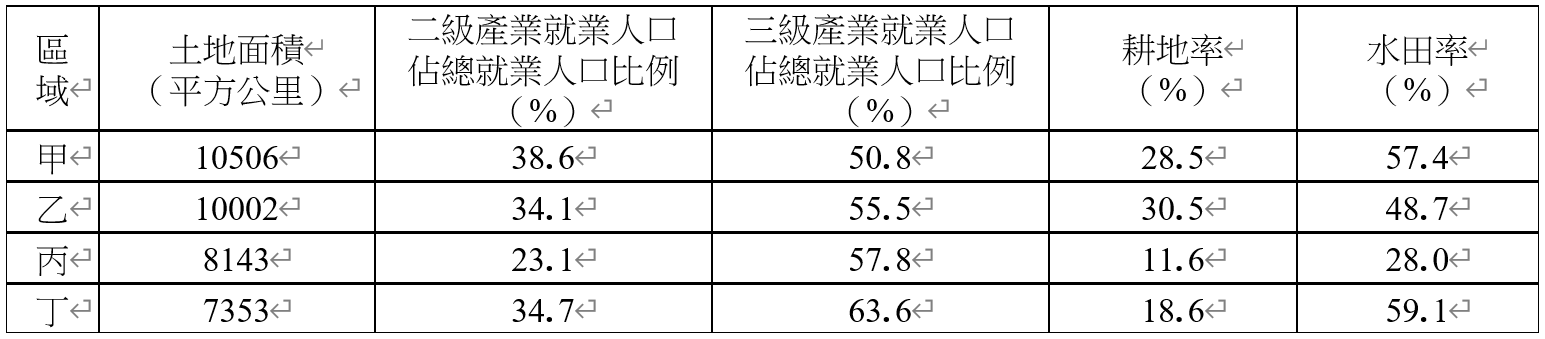 區域 土地面積（平方公里） 二級產業就業人口佔總就業人口比例（%） 三級產業就業人口佔總就業人口比例（%） 耕地率（%） 水田率（%）
甲 10506 38.6 50.8 28.5 57.4
乙 10002 34.1 55.5 30.5 48.7
丙 8143 23.1 57.8 11.6 28.0
丁 7353 34.7 63.6 18.6 59.1